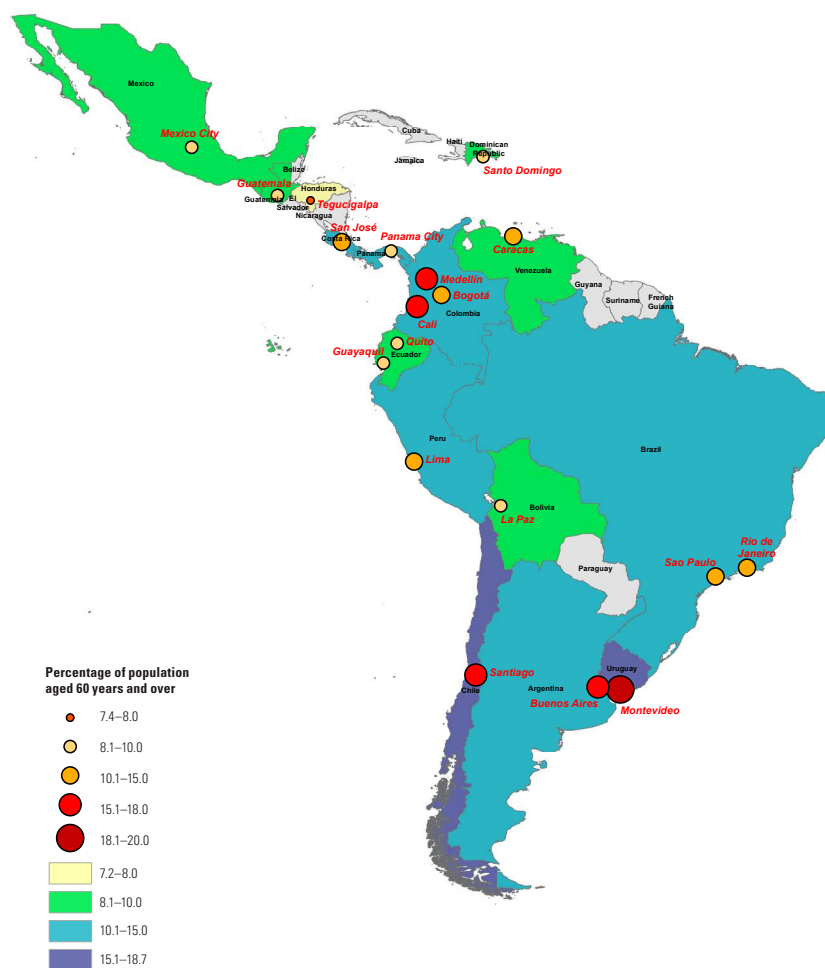 Mexico
Mexico City
Cuba
Haiti
Dominican
Republic
Jamaica
Santo Domingo
Belize
Guatemala
Honduras
Guatemala
El
Salvador
Tegucigalpa
Nicaragua
San José
Costa Rica
Panama City
Panama
Caracas
Venezuela
Medellín
Bogotá
Guyana
Suriname
French
Guiana
Cali
Colombia
Quito
Guayaquil
Ecuador
Peru
Brazil
Lima
Bolivia
La Paz
Rio de
Janeiro
Sao Paulo
Paraguay
Uruguay
Santiago
Chile
Argentina
Buenos Aires
Montevideo
Percentage of population
aged 60 years and over
7.4–8.0
8.1–10.0
10.1–15.0
15.1–18.0
18.1–20.0
7.2–8.0
8.1–10.0
10.1–15.0
15.1–18.7